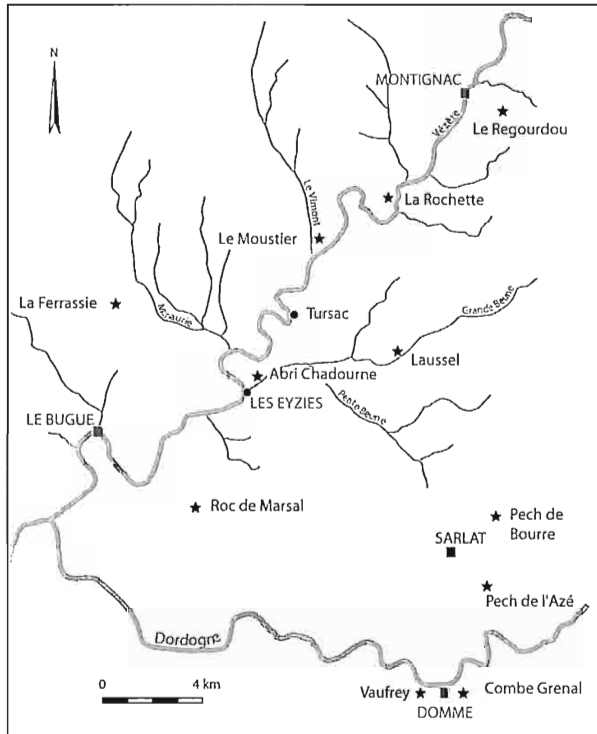 N
MONTIGNAC
Le Regourdou
Vézère
La Rochette
Le Vimont
Le Moustier
La Ferrassie
Tursac
Grande Beune
Laussel
Abri Chadourne
LES EYZIES
Petite Beune
LE BUGUE
Roc de Marsal
Pech de
Bourre
SARLAT
Pech de l'Azé
Dordogne
0 4 km
Vaufrey
Combe Grenal
DOMME